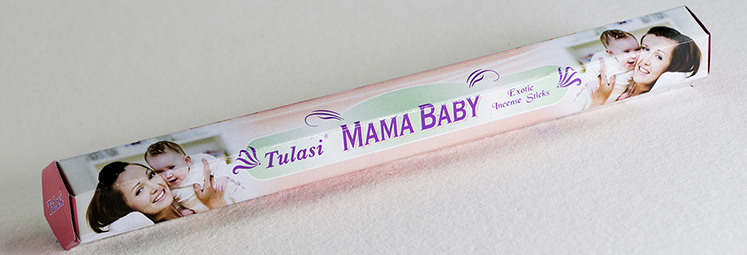 Tulasi®
MAMA BABY
Exotic
Incense Sticks